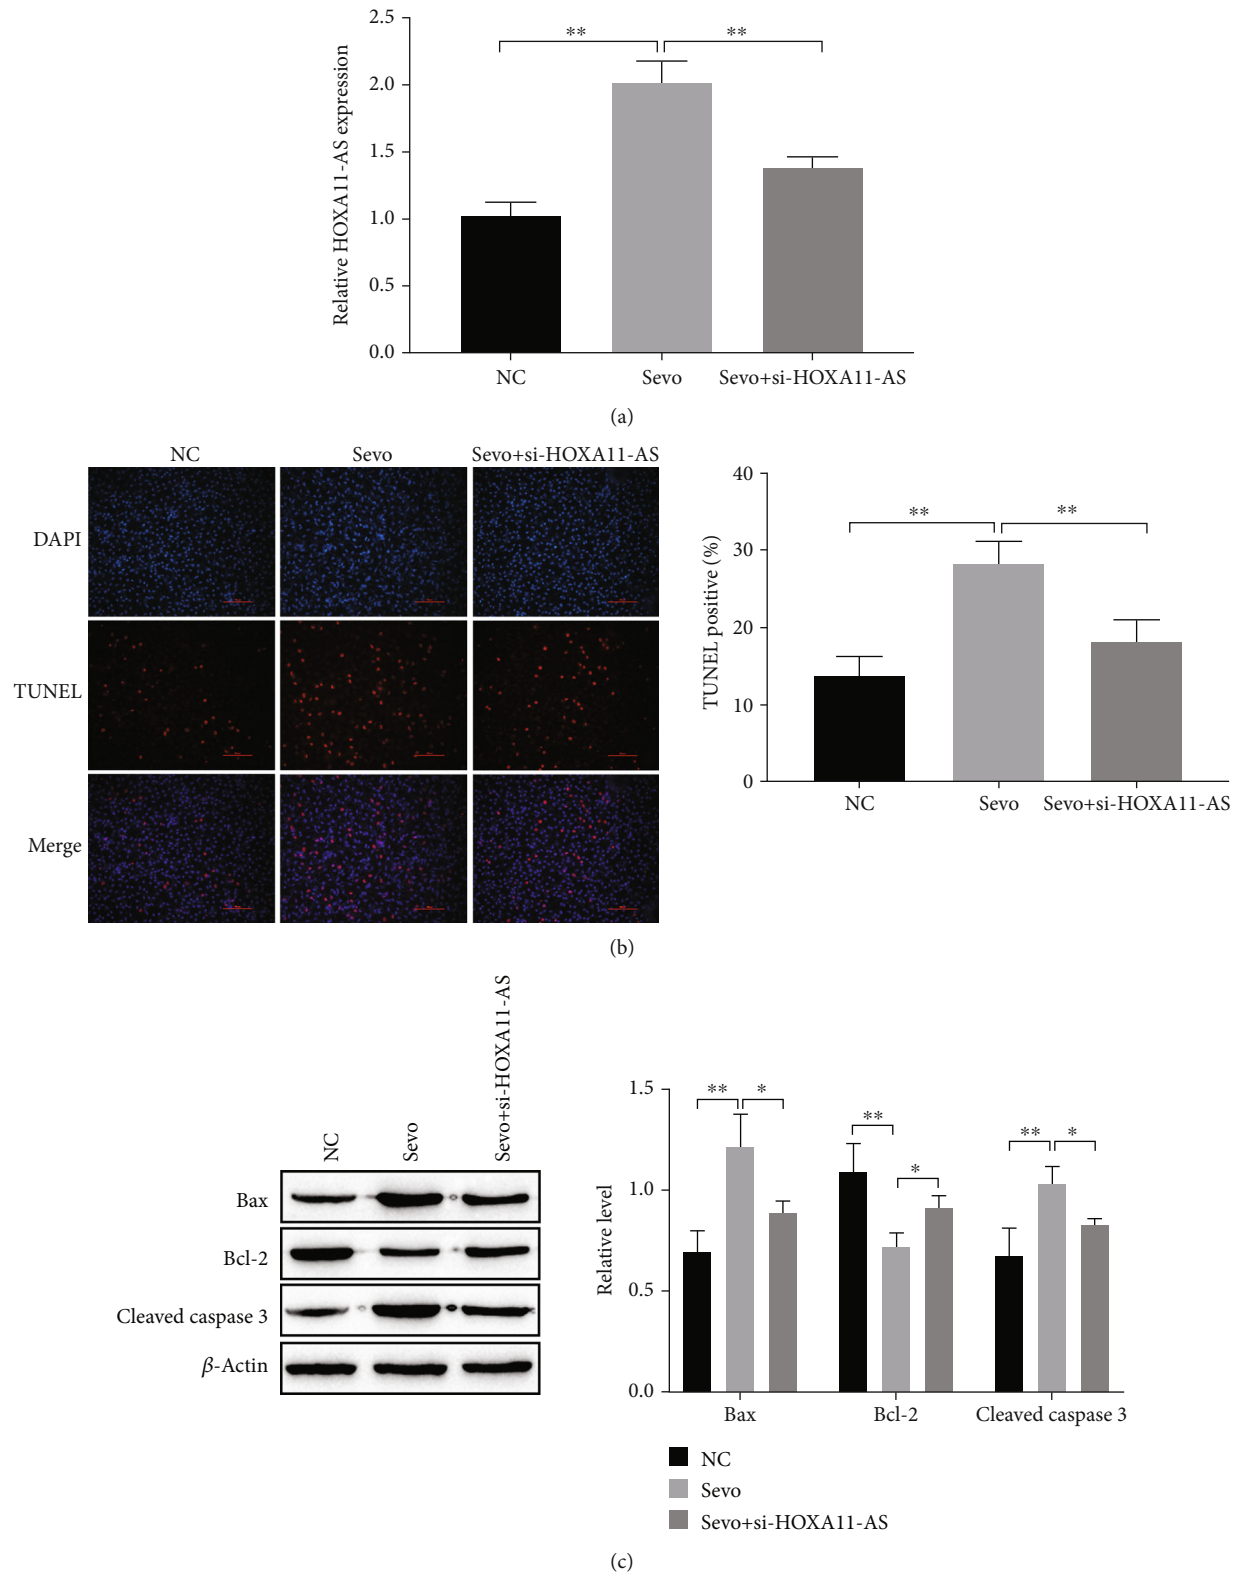 2.5
2.0
1.5
1.0
0.5
0.0
Relative HOXA11-AS expression
**
**
NC
Sevo
Sevo+si-HOXA11-AS
(a)
NC
Sevo
Sevo+si-HOXA11-AS
DAPI
TUNEL
Merge
40
30
20
10
0
TUNEL positive (%)
**
**
NC
Sevo
Sevo+si-HOXA11-AS
(b)
NC
Sevo
Sevo+si-HOXA11-AS
Bax
Bcl-2
Cleaved caspase 3
β-Actin
1.5
1.0
0.5
0.0
Relative level
**
*
**
*
**
*
Bax
Bcl-2
Cleaved caspase 3
NC
Sevo
Sevo+si-HOXA11-AS
(c)